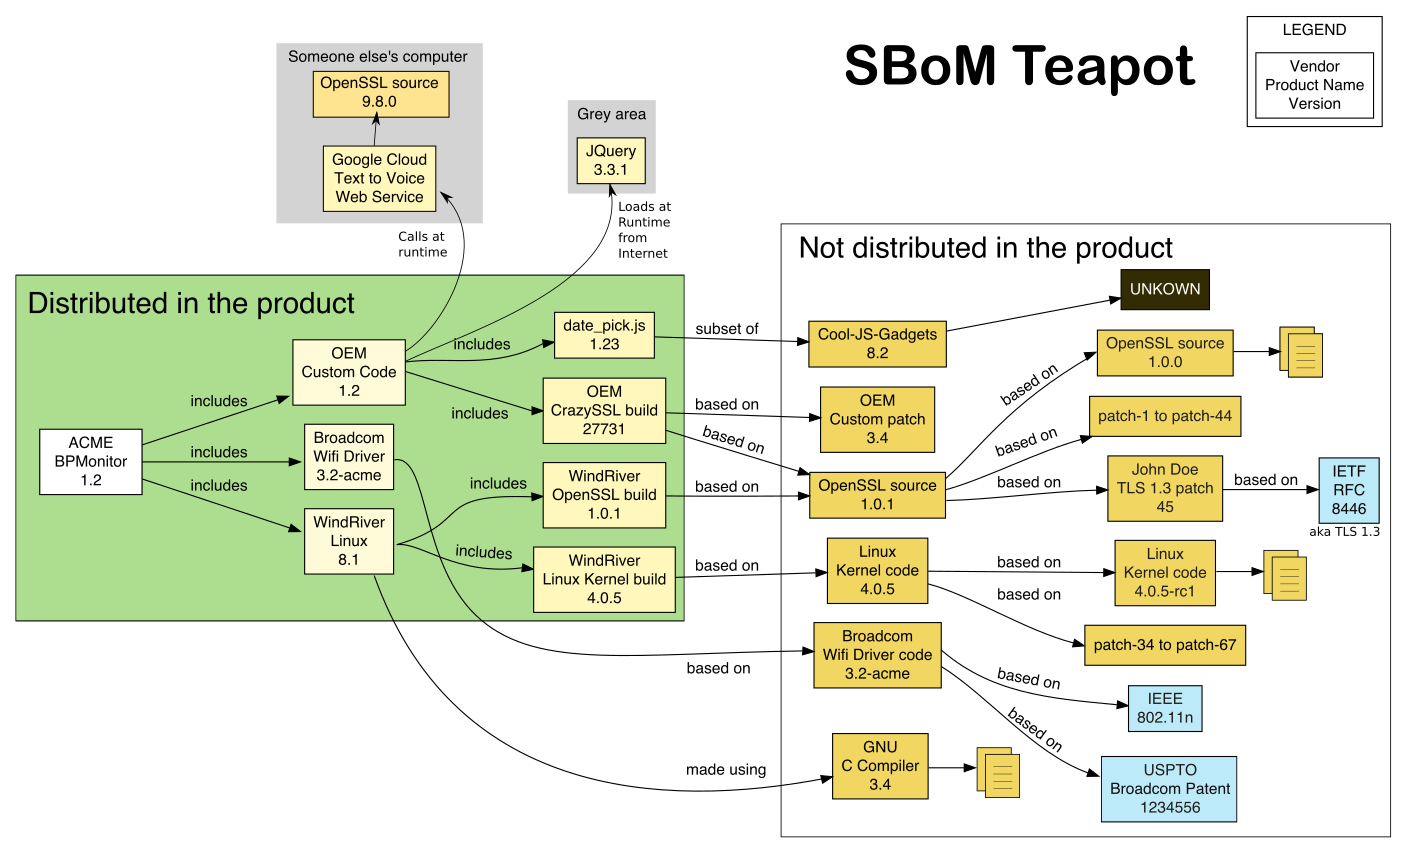 SBoM Teapot
LEGEND
Vendor
Product Name
Version
Someone else's computer
OpenSSL source
9.8.0
Google Cloud
Text to Voice
Web Service
Calls at
runtime
Grey area
JQuery
3.3.1
Loads at
Runtime
from
Internet
Distributed in the product
ACME
BPMonitor
1.2
includes
includes
includes
OEM
Custom Code
1.2
Broadcom
Wifi Driver
3.2-acme
WindRiver
Linux
8.1
includes
includes
includes
includes
date_pick.js
1.23
OEM
CrazySSL build
27731
WindRiver
OpenSSL build
1.0.1
WindRiver
Linux Kernel build
4.0.5
subset of
based on
based on
based on
based on
based on
made using
Not distributed in the product
Cool-JS-Gadgets
8.2
OEM
Custom patch
3.4
OpenSSL source
1.0.1
Linux
Kernel code
4.0.5
Broadcom
Wifi Driver code
3.2-acme
GNU
C Compiler
3.4
based on
based on
based on
based on
based on
based on
based on
UNKOWN
OpenSSL source
1.0.0
patch-1 to patch-44
John Doe
TLS 1.3 patch
45
based on
IETF
RFC
8446
aka TLS 1.3
Linux
Kernel code
4.0.5-rc1
patch-34 to patch-67
IEEE
802.11n
USPTO
Broadcom Patent
1234556